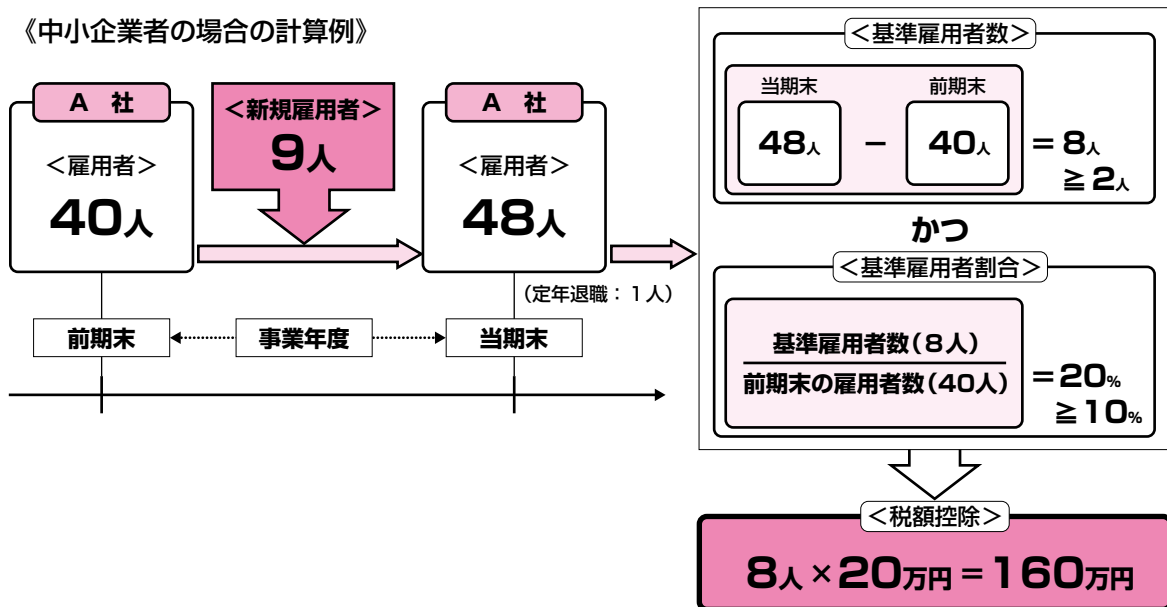 《中小企業者の場合の計算例》
A 社
<雇用者>
40人
<新規雇用者>
9人
A 社
<雇用者>
48人
(定年退職:1人)
前期末
事業年度
当期末
<基準雇用者数>
当期末 前期末
48人 − 40人 =8人
≧2人
かつ
<基準雇用者割合>
基準雇用者数(8人)
前期末の雇用者数(40人)
=20%
≧10%
<税額控除>
8人×20万円=160万円